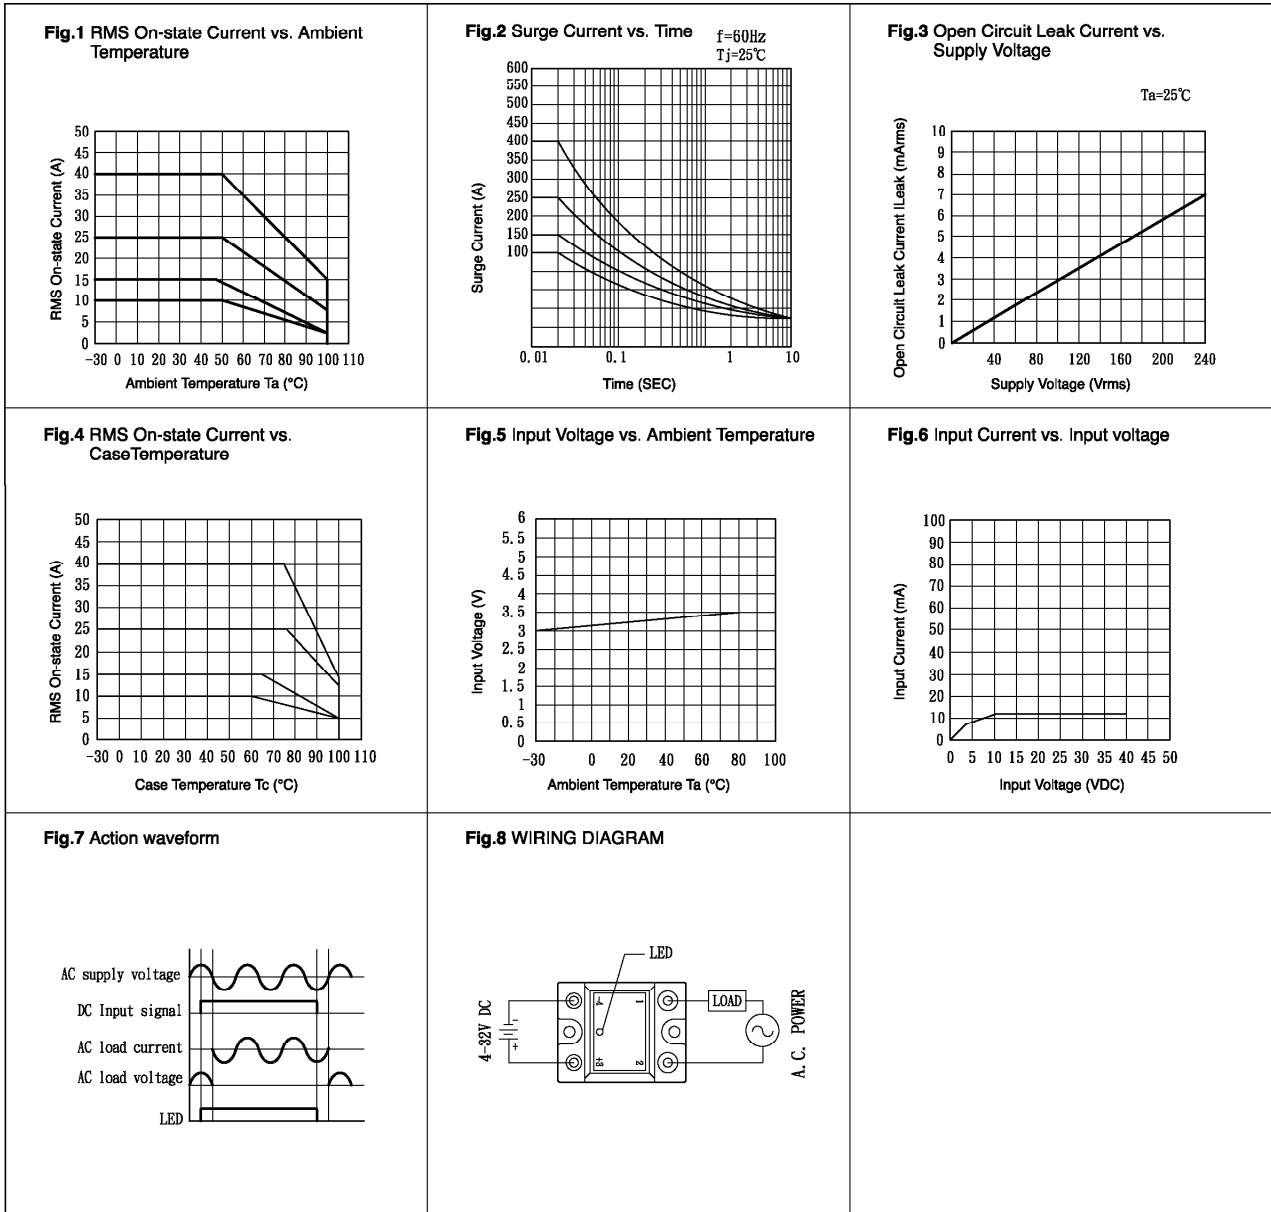 Fig.1 RMS On-state Current vs. Ambient
Temperature
RMS On-state Current (A)
50
45
40
35
30
25
20
15
10
5
0
-30 0 10 20 30 40 50 60 70 80 90 100 110
Ambient Temperature Ta (°C)
Fig.2 Surge Current vs. Time
f=60Hz
Tj=25℃
Surge Current (A)
600
550
500
450
400
350
300
250
200
150
100
0.01 0.1 1 10
Time (SEC)
Fig.3 Open Circuit Leak Current vs.
Supply Voltage
Ta=25℃
Open Circuit Leak Current ILeak (mArms)
10
9
8
7
6
5
4
3
2
1
0
40 80 120 160 200 240
Supply Voltage (Vrms)
Fig.4 RMS On-state Current vs.
CaseTemperature
RMS On-state Current (A)
50
45
40
35
30
25
20
15
10
5
0
-30 0 10 20 30 40 50 60 70 80 90 100 110
Case Temperature Tc (°C)
Fig.5 Input Voltage vs. Ambient Temperature
Input Voltage (V)
6
5.5
5
4.5
4
3.5
3
2.5
2
1.5
1
0.5
0
-30 0 20 40 60 80 100
Ambient Temperature Ta (°C)
Fig.6 Input Current vs. Input voltage
Input Current (mA)
100
90
80
70
60
50
40
30
20
10
0
0 5 10 15 20 25 30 35 40 45 50
Input Voltage (VDC)
Fig.7 Action waveform
AC supply voltage
DC Input signal
AC load current
AC load voltage
LED
Fig.8 WIRING DIAGRAM
LED
4-32V DC
-
+
-4
1
+3
2
LOAD
A.C. POWER